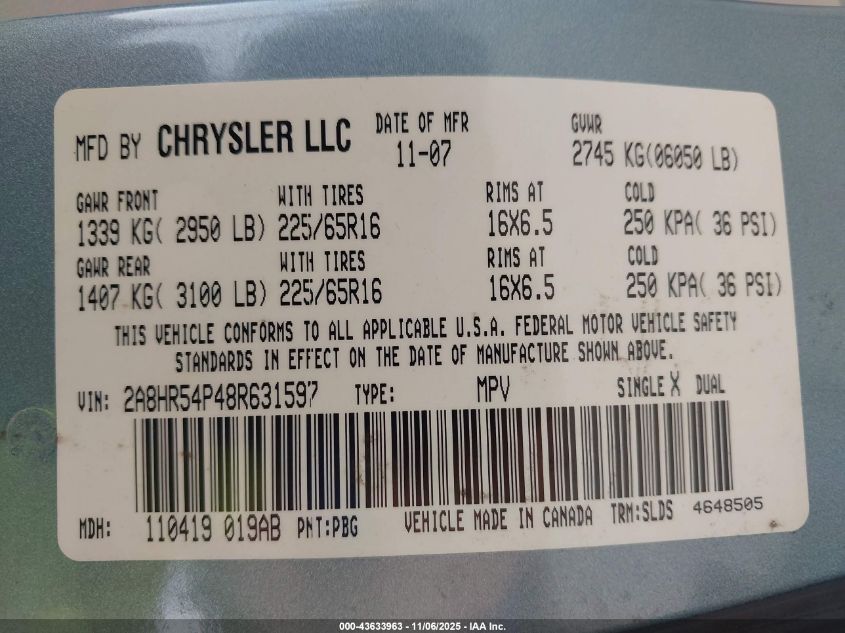 MFD BY CHRYSLER LLC DATE OF MFR GVWR
11-07 2745 KG(06050 LB)
GAWR FRONT WITH TIRES RIMS AT COLD
1339 KG( 2950 LB) 225/65R16 16X6.5 250 KPA( 36 PSI)
GAWR REAR WITH TIRES RIMS AT COLD
1407 KG( 3100 LB) 225/65R16 16X6.5 250 KPA( 36 PSI)
THIS VEHICLE CONFORMS TO ALL APPLICABLE U.S.A. FEDERAL MOTOR VEHICLE SAFETY
STANDARDS IN EFFECT ON THE DATE OF MANUFACTURE SHOWN ABOVE.
VIN: 2A8HR54P48R631597 TYPE: MPV SINGLE X DUAL
MDH: 110419 019AB PNT:PBG VEHICLE MADE IN CANADA TRM:SLDS 4648505
000-43633963 - 11/06/2025 - IAA Inc.